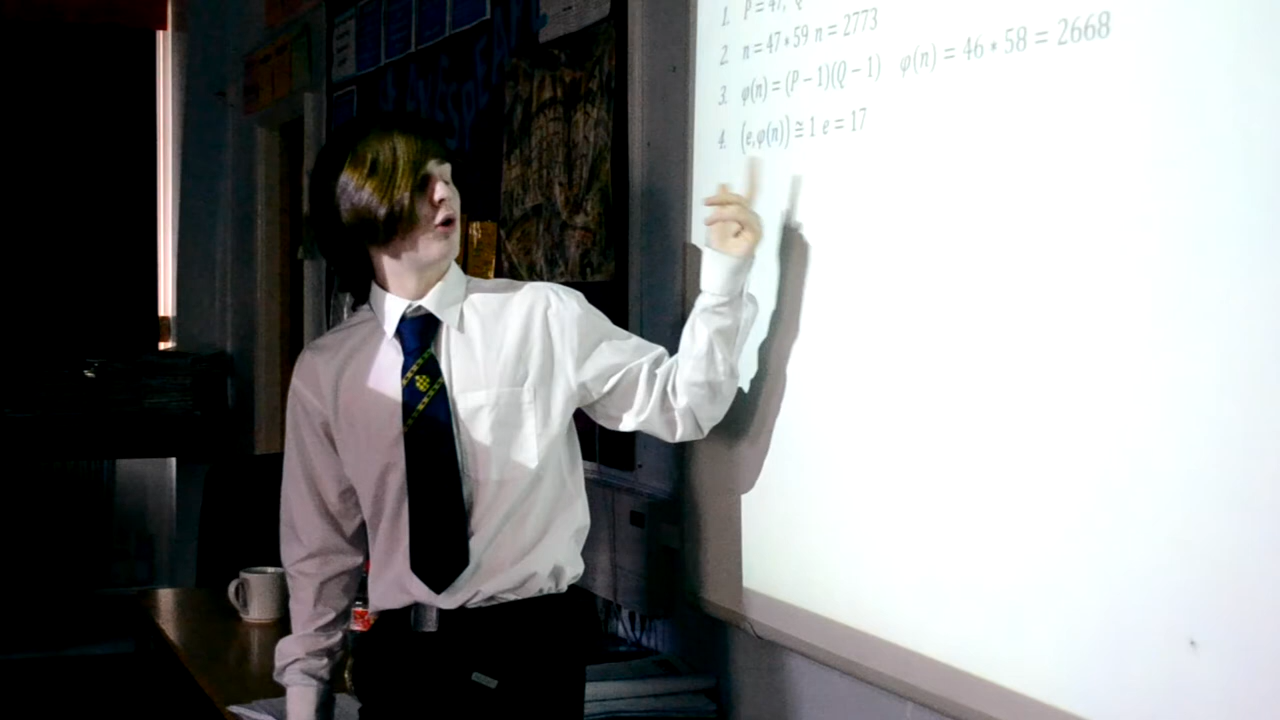 1. P = 47, Q
2. n = 47 * 59 n = 2773
3. φ(n) = (P − 1)(Q − 1) φ(n) = 46 * 58 = 2668
4. (e, φ(n)) ≅ 1 e = 17